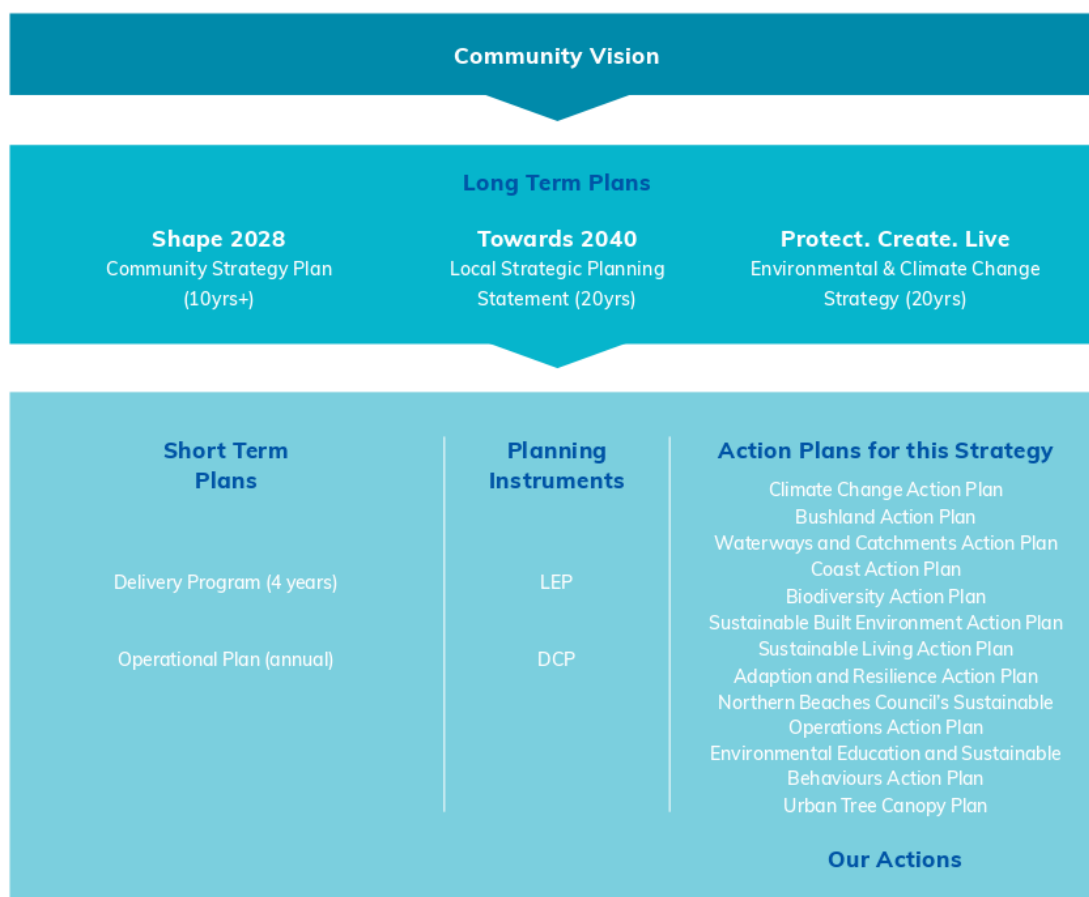 Community Vision
Long Term Plans
Shape 2028
Community Strategy Plan
(10yrs+)
Towards 2040
Local Strategic Planning
Statement (20yrs)
Protect. Create. Live
Environmental & Climate Change
Strategy (20yrs)
Short Term
Plans
Delivery Program (4 years)
Operational Plan (annual)
Planning
Instruments
LEP
DCP
Action Plans for this Strategy
Climate Change Action Plan
Bushland Action Plan
Waterways and Catchments Action Plan
Coast Action Plan
Biodiversity Action Plan
Sustainable Built Environment Action Plan
Sustainable Living Action Plan
Adaption and Resilience Action Plan
Northern Beaches Council's Sustainable
Operations Action Plan
Environmental Education and Sustainable
Behaviours Action Plan
Urban Tree Canopy Plan
Our Actions